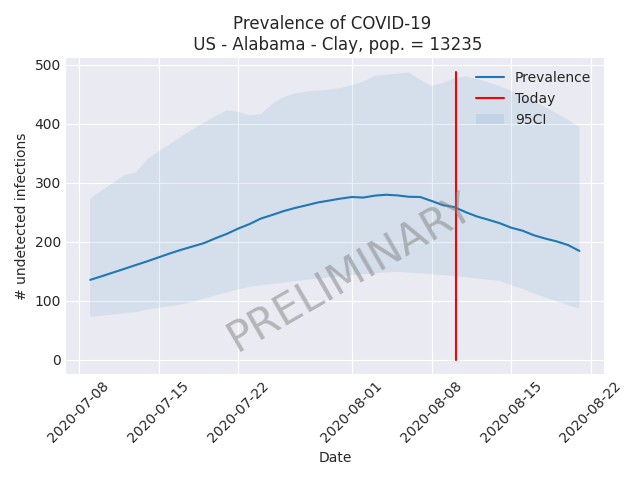 Prevalence of COVID-19
US - Alabama - Clay, pop. = 13235
500
400
300
200
100
0
# undetected infections
Prevalence
Today
95CI
PRELIMINARY
2020-07-08
2020-07-15
2020-07-22
2020-08-01
2020-08-08
2020-08-15
2020-08-22
Date